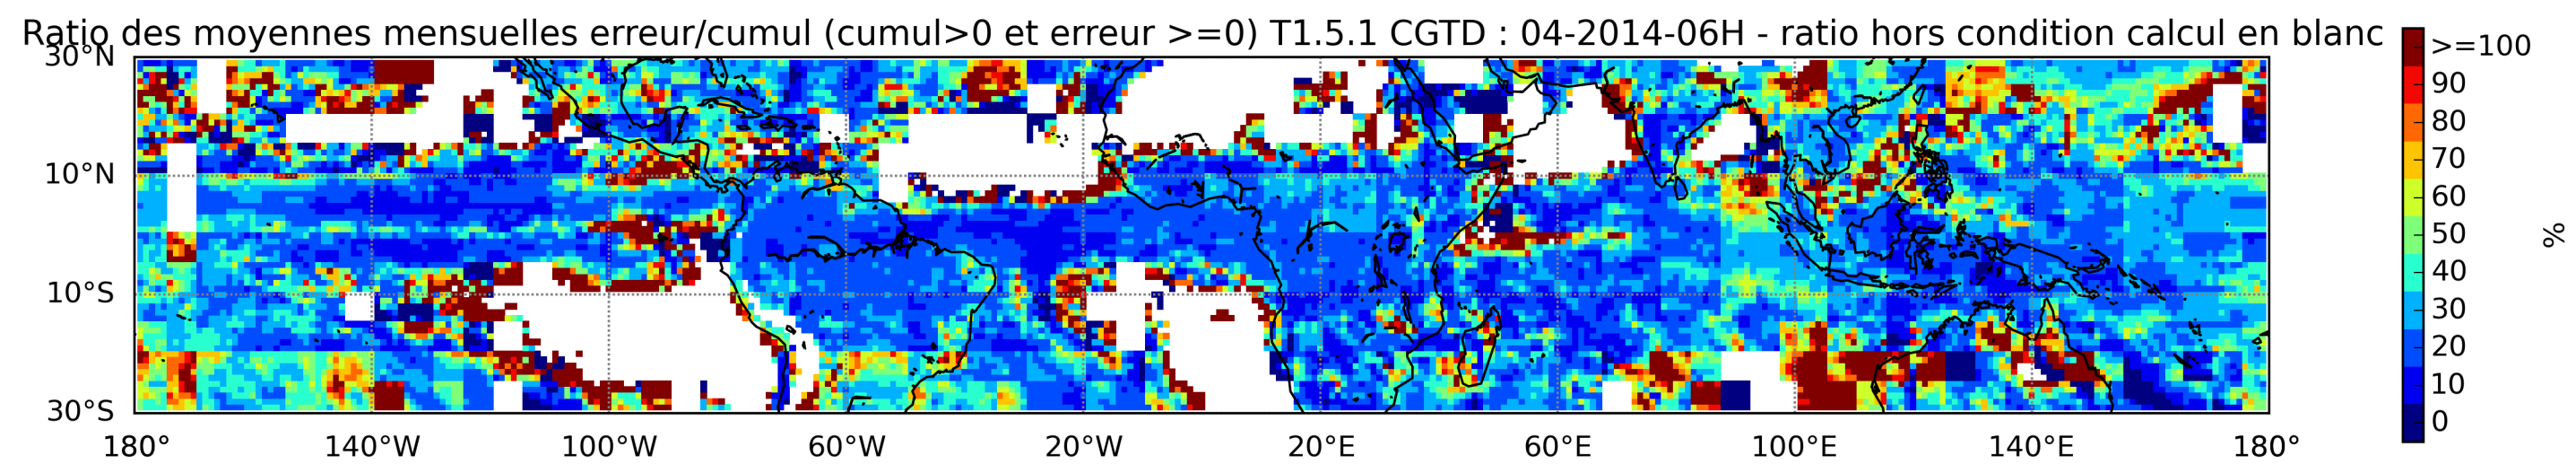 Ratio des moyennes mensuelles erreur/cumul (cumul>0 et erreur >=0) T1.5.1 CGTD : 04-2014-06H - ratio hors condition calcul en blanc
30°N
10°N
10°S
30°S
180°
140°W
100°W
60°W
20°W
20°E
60°E
100°E
140°E
180°
>=100
90
80
70
60
50
40
30
20
10
0
%